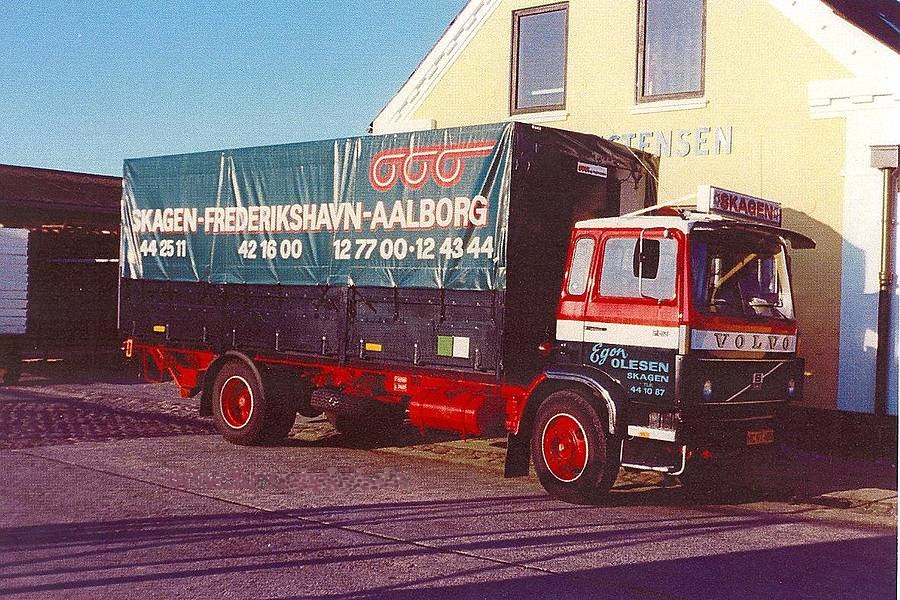 SKAGEN-FREDERIKSHAVN-AALBORG
44 25 11 42 16 00 12 77 00·12 43 44
STENSEN
SKAGEN
VOLVO
Egon
OLESEN
SKAGEN
TLF.
44 10 87